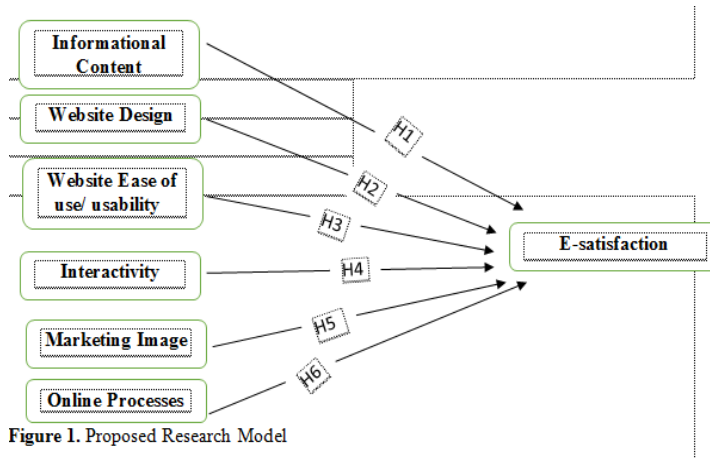 Informational
Content
H1
Website Design
H2
Website Ease of
use/ usability
H3
E-satisfaction
Interactivity
H4
Marketing Image
H5
Online Processes
H6
Figure 1. Proposed Research Model